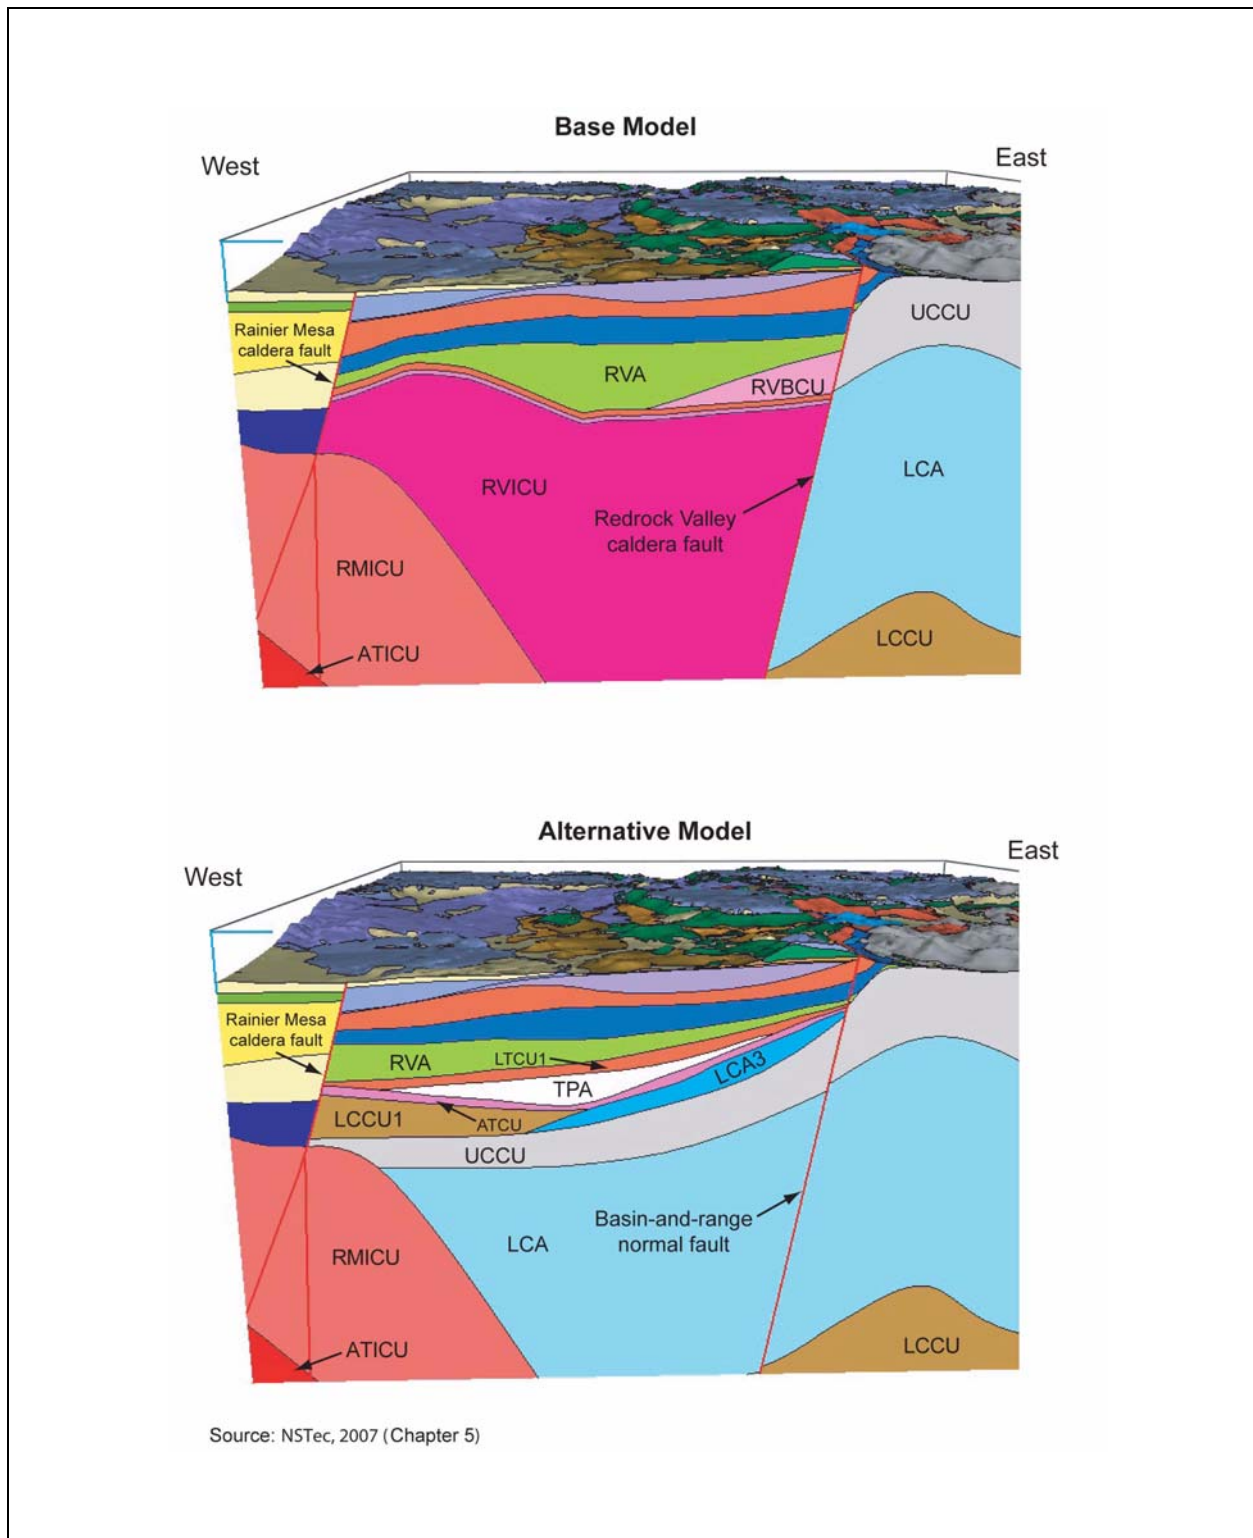 Base Model
West
East
UCCU
Rainier Mesa
caldera fault
RVA
RVBCU
LCA
RVICU
Redrock Valley
caldera fault
RMICU
LCCU
ATICU
Alternative Model
West
East
Rainier Mesa
caldera fault
RVA
LTCU1
LCA3
TPA
LCCU1
ATCU
UCCU
Basin-and-range
normal fault
LCA
RMICU
ATICU
LCCU
Source: NSTec, 2007 (Chapter 5)